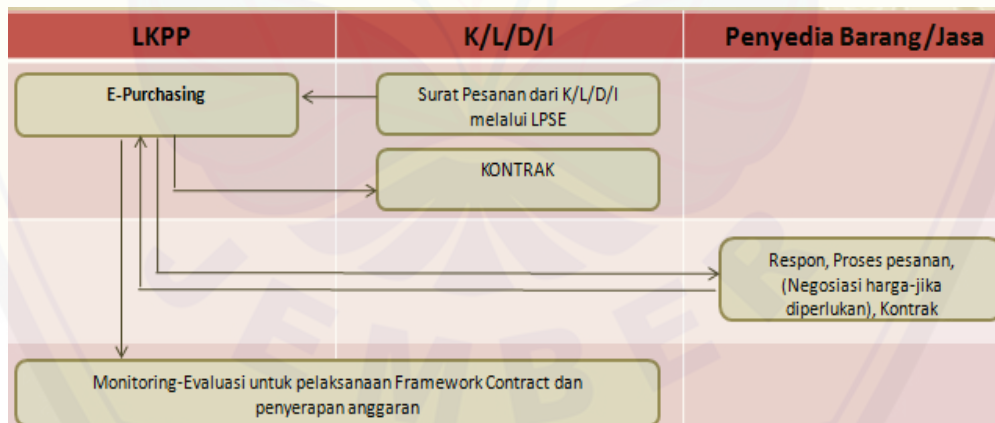 LKPP
K/L/D/I
Penyedia Barang/Jasa
E-Purchasing
Surat Pesanan dari K/L/D/I
melalui LPSE
KONTRAK
Respon, Proses pesanan,
(Negosiasi harga-jika
diperlukan), Kontrak
Monitoring-Evaluasi untuk pelaksanaan Framework Contract dan
penyerapan anggaran
JEMBER